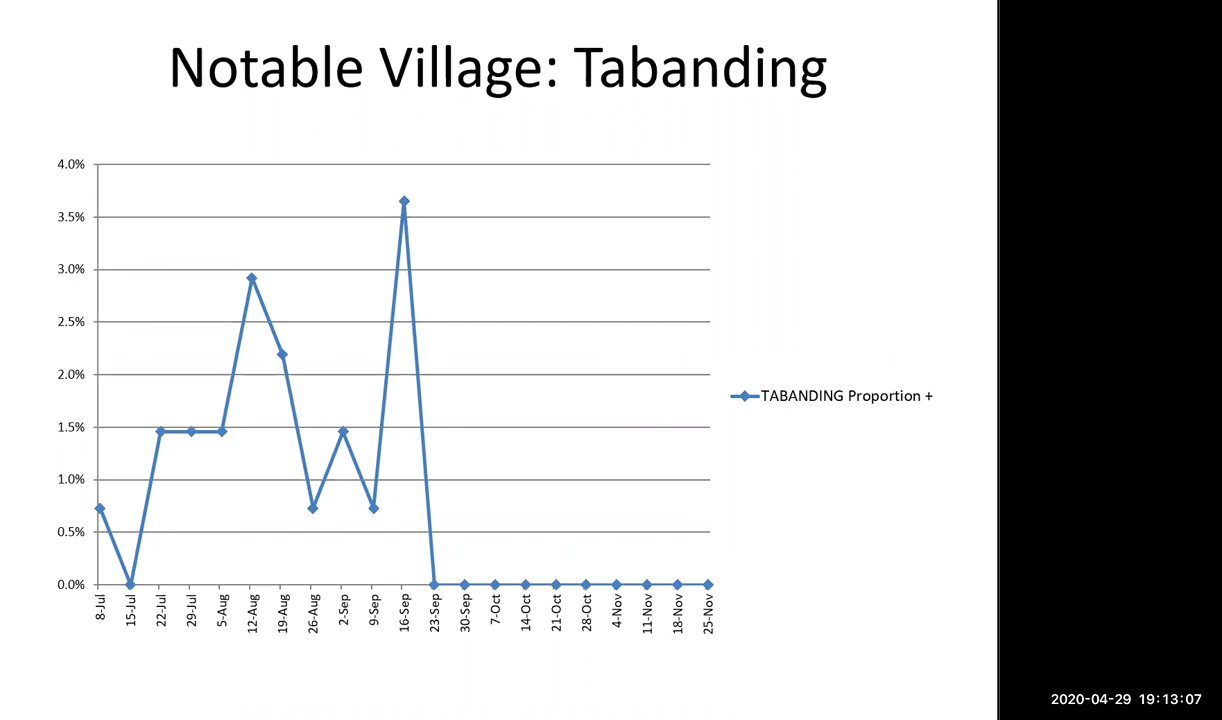 Notable Village: Tabanding
4.0%
3.5%
3.0%
2.5%
2.0%
1.5%
1.0%
0.5%
0.0%
8-Jul
15-Jul
22-Jul
29-Jul
5-Aug
12-Aug
19-Aug
26-Aug
2-Sep
9-Sep
16-Sep
23-Sep
30-Sep
7-Oct
14-Oct
21-Oct
28-Oct
4-Nov
11-Nov
18-Nov
25-Nov
TABANDING Proportion +
2020-04-29 19:13:07